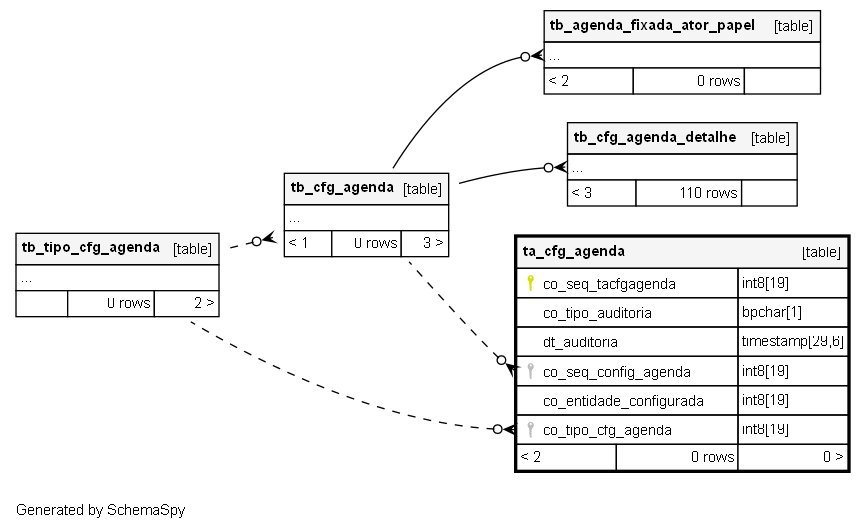 tb_agenda_fixada_ator_papel [table]
...
< 2 0 rows
tb_cfg_agenda_detalhe [table]
...
< 3 110 rows
tb_cfg_agenda [table]
...
< 1 0 rows 3 >
tb_tipo_cfg_agenda [table]
...
0 rows 2 >
ta_cfg_agenda [table]
co_seq_tacfgagenda int8[19]
co_tipo_auditoria bpchar[1]
dt_auditoria timestamp[29,6]
co_seq_config_agenda int8[19]
co_entidade_configurada int8[19]
co_tipo_cfg_agenda int8[19]
< 2 0 rows 0 >
Generated by SchemaSpy